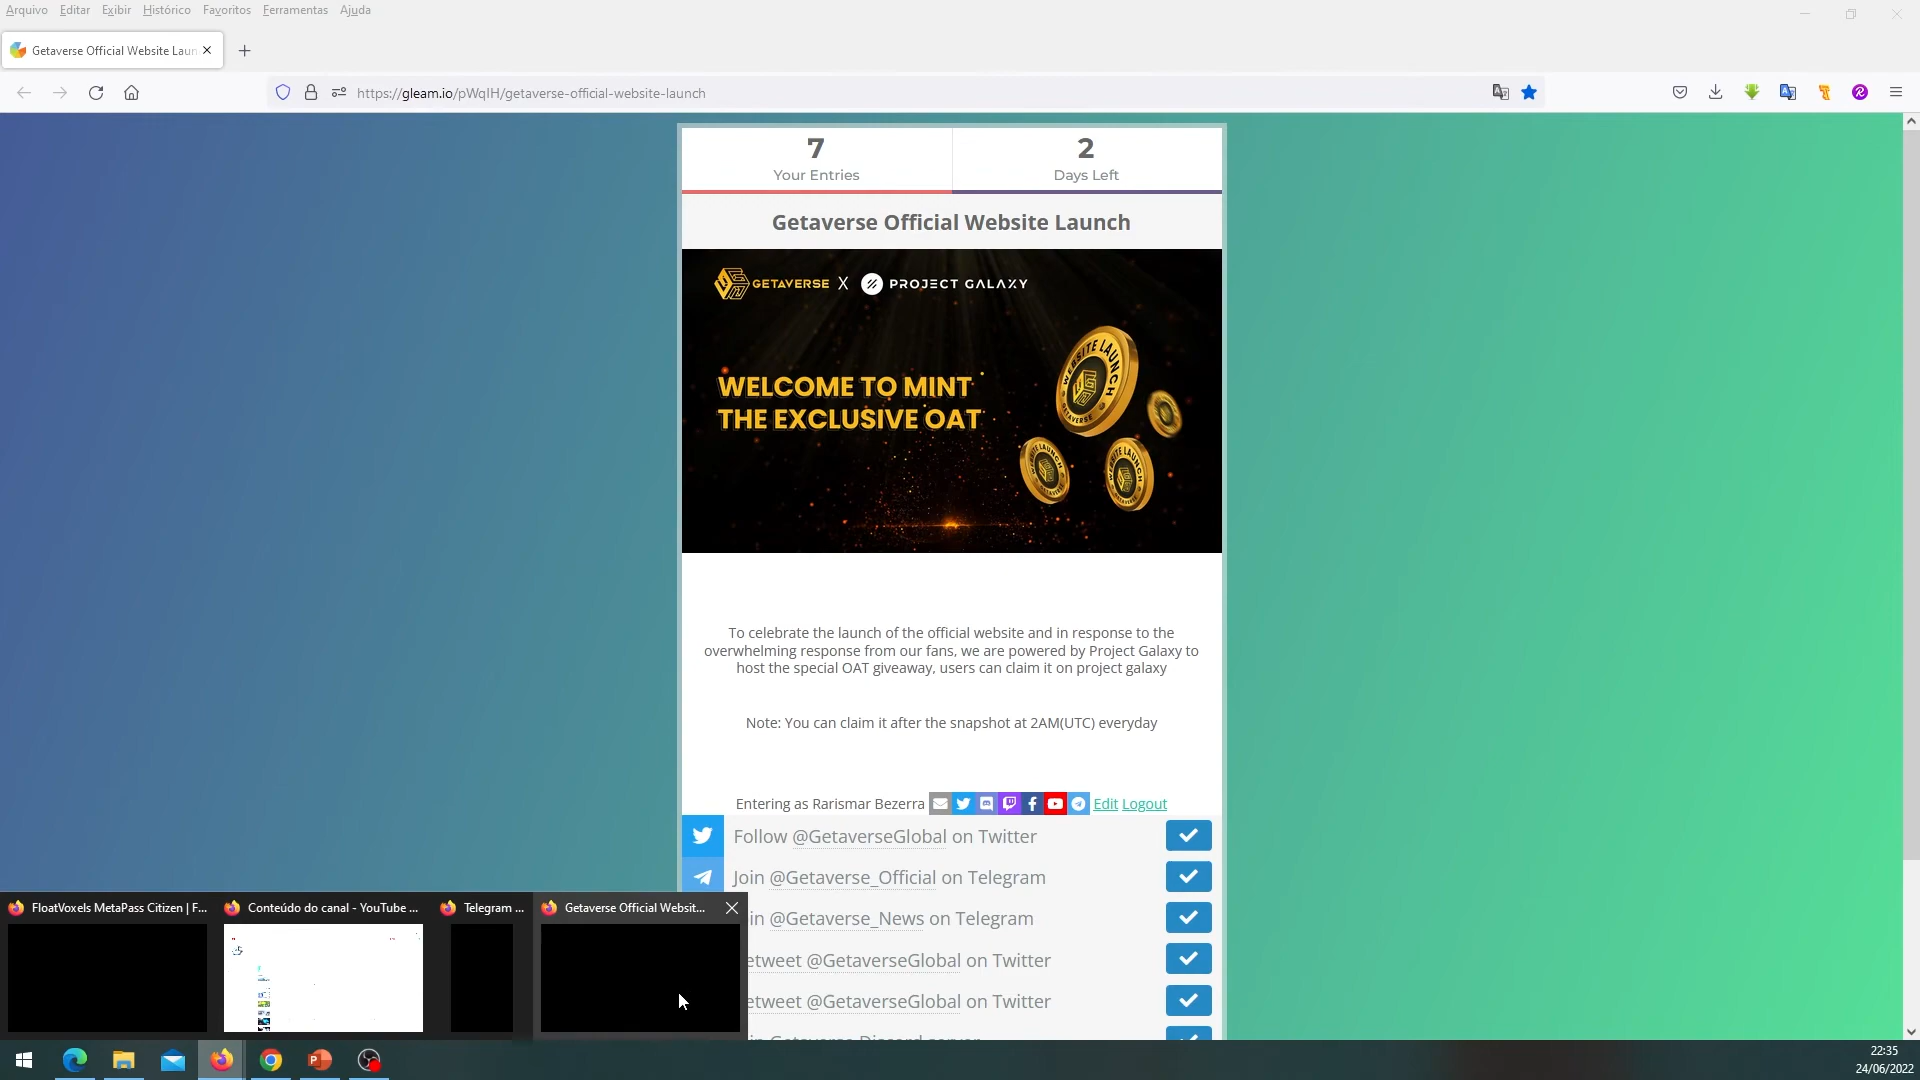 Arquivo Editar Exibir Histórico Favoritos Ferramentas Ajuda
Getaverse Official Website Laun
https://gleam.io/pWqIH/getaverse-official-website-launch
7
Your Entries
2
Days Left
Getaverse Official Website Launch
GETAVERSE X PROJECT GALAXY
WELCOME TO MINT
THE EXCLUSIVE OAT
WEBSITE LAUNCH
GETAVERSE
To celebrate the launch of the official website and in response to the
overwhelming response from our fans, we are powered by Project Galaxy to
host the special OAT giveaway, users can claim it on project galaxy
Note: You can claim it after the snapshot at 2AM(UTC) everyday
Entering as Rarismar Bezerra Edit Logout
Follow @GetaverseGlobal on Twitter
Join @Getaverse_Official on Telegram
in @Getaverse_News on Telegram
etweet @GetaverseGlobal on Twitter
etweet @GetaverseGlobal on Twitter
FloatVoxels MetaPass Citizen | F...
Conteúdo do canal - YouTube ...
Telegram ...
Getaverse Official Websit...
22:35
24/06/2022